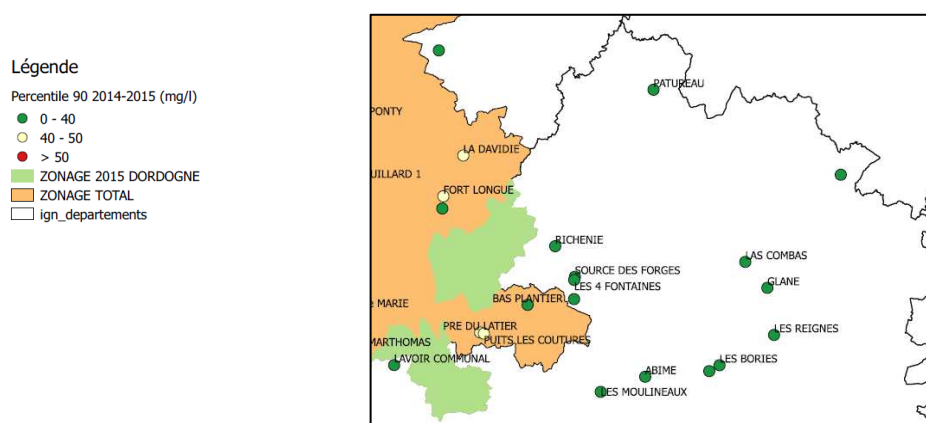 Légende
Percentile 90 2014-2015 (mg/l)
0 - 40
40 - 50
> 50
ZONAGE 2015 DORDOGNE
ZONAGE TOTAL
ign_departements
PATUREAU
PONTY
LA DAVIDIE
UILLARD 1
FORT LONGUE
RICHENIE
LAS COMBAS
SOURCE DES FORGES
LES 4 FONTAINES
GLANE
BAS PLANTIER
MARIE
PRE DU LATIER
LES REIGNES
MARTHOMAS
PUITS LES COUTURES
LAVOIR COMMUNAL
LES BORIES
ABIME
LES MOULINEAUX